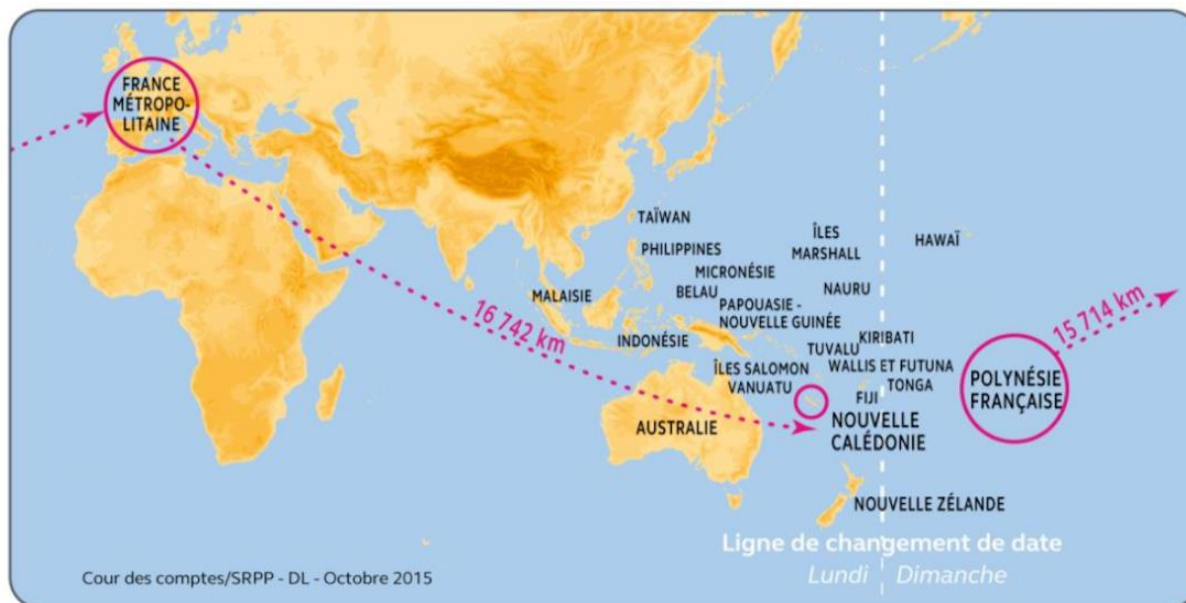 FRANCE
MÉTROPO-
LITAINE
TAÏWAN
PHILIPPINES
ÎLES
MARSHALL
HAWAÏ
MICRONÉSIE
BELAU
NAURU
MALAISIE
PAPOUASIE -
NOUVELLE GUINÉE
16 742 km
15 714 km
INDONÉSIE
KIRIBATI
TUVALU
ÎLES SALOMON
WALLIS ET FUTUNA
VANUATU
TONGA
FIJI
POLYNÉSIE
FRANÇAISE
AUSTRALIE
NOUVELLE
CALÉDONIE
NOUVELLE ZÉLANDE
Ligne de changement de date
Lundi Dimanche
Cour des comptes/SRPP - DL - Octobre 2015